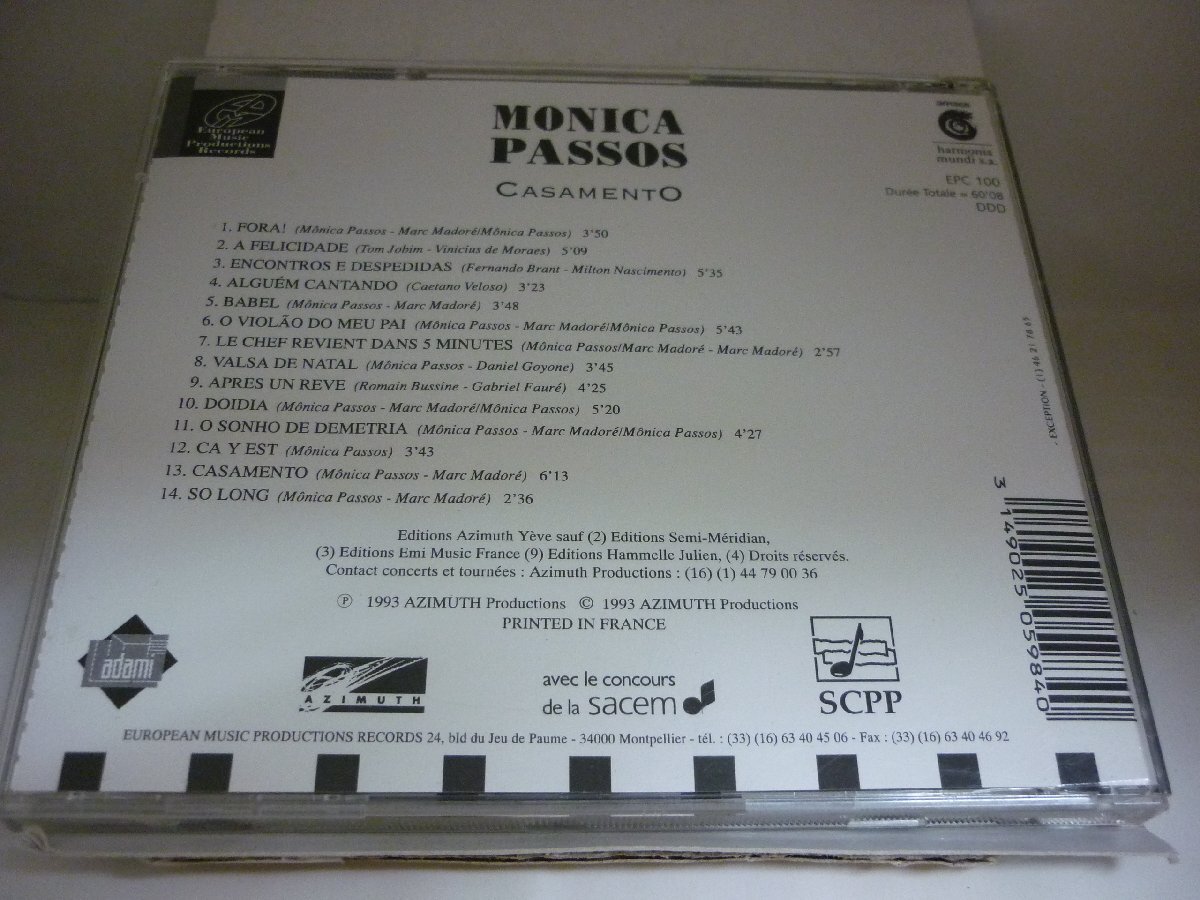 European
Music
Productions
Records
MONICA
PASSOS
CASAMENTO
harmonia
mundi s.a.
EPC 100
Durée Totale = 60'08
DDD
1. FORA! (Mônica Passos - Marc Madoré/Mônica Passos) 3'50
2. A FELICIDADE (Tom Jobim - Vinicius de Moraes) 5'09
3. ENCONTROS E DESPEDIDAS (Fernando Brant - Milton Nascimento) 5'35
4. ALGUÉM CANTANDO (Caetano Veloso) 3'23
5. BABEL (Mônica Passos - Marc Madoré) 3'48
6. O VIOLÃO DO MEU PAI (Mônica Passos - Marc Madoré/Mônica Passos) 5'43
7. LE CHEF REVIENT DANS 5 MINUTES (Mônica Passos/Marc Madoré - Marc Madoré) 2'57
8. VALSA DE NATAL (Mônica Passos - Daniel Goyone) 3'45
9. APRES UN REVE (Romain Bussine - Gabriel Fauré) 4'25
10. DOIDIA (Mônica Passos - Marc Madoré/Mônica Passos) 5'20
11. O SONHO DE DEMETRIA (Mônica Passos - Marc Madoré/Mônica Passos) 4'27
12. CA Y EST (Mônica Passos) 3'43
13. CASAMENTO (Mônica Passos - Marc Madoré) 6'13
14. SO LONG (Mônica Passos - Marc Madoré) 2'36
- EXCEPTION - (1) 46 21 78 65
Editions Azimuth Yève sauf (2) Editions Semi-Méridian,
(3) Editions Emi Music France (9) Editions Hammelle Julien, (4) Droits réservés.
Contact concerts et tournées : Azimuth Productions : (16) (1) 44 79 00 36
℗ 1993 AZIMUTH Productions © 1993 AZIMUTH Productions
PRINTED IN FRANCE
3 149025 059840
adami
AZIMUTH
avec le concours
de la sacem
SCPP
EUROPEAN MUSIC PRODUCTIONS RECORDS 24, bld du Jeu de Paume - 34000 Montpellier - tél. : (33) (16) 63 40 45 06 - Fax : (33) (16) 63 40 46 92